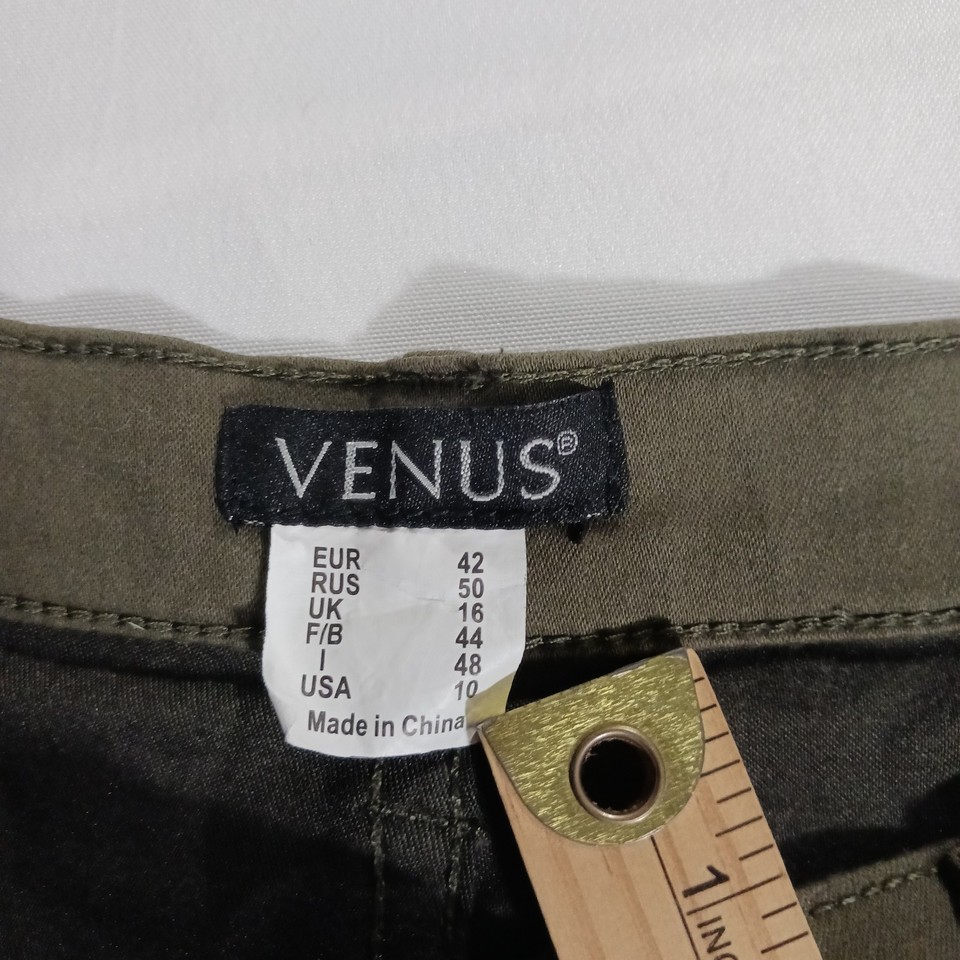 VENUS®
EUR 42
RUS 50
UK 16
F/B 44
I 48
USA 10
Made in China
1